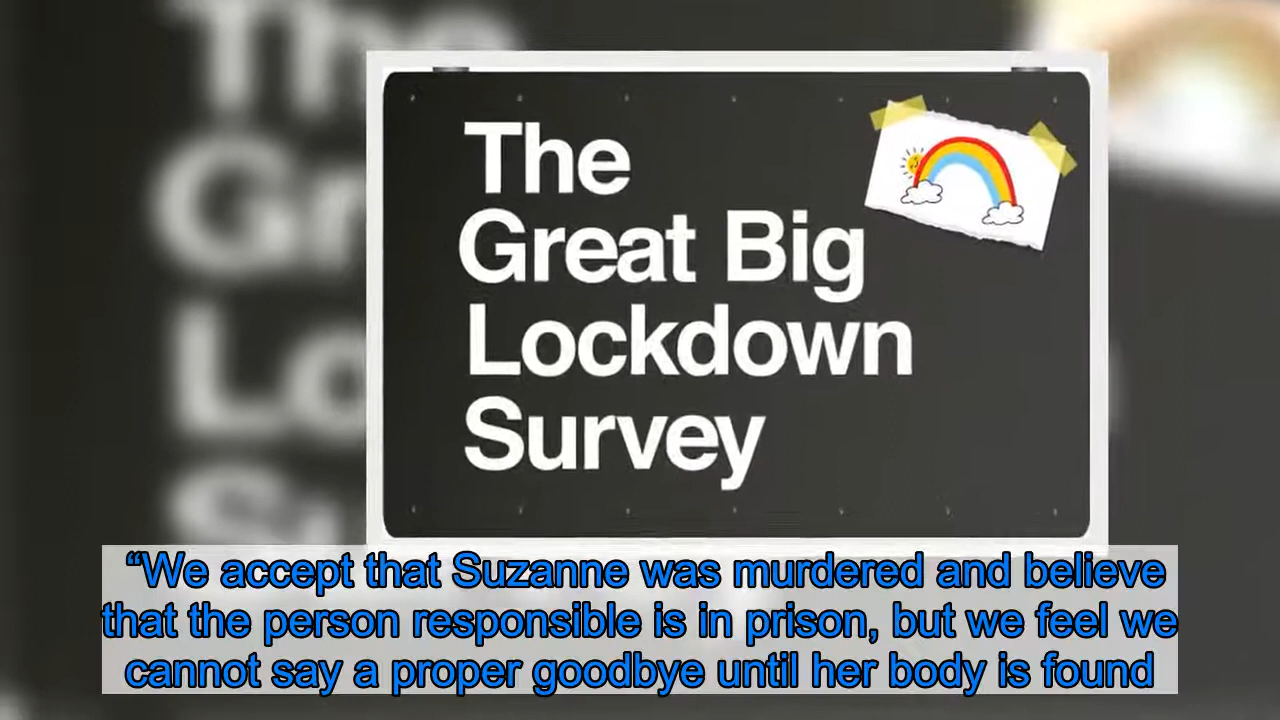 The
Great Big
Lockdown
Survey
“We accept that Suzanne was murdered and believe
that the person responsible is in prison, but we feel we
cannot say a proper goodbye until her body is found